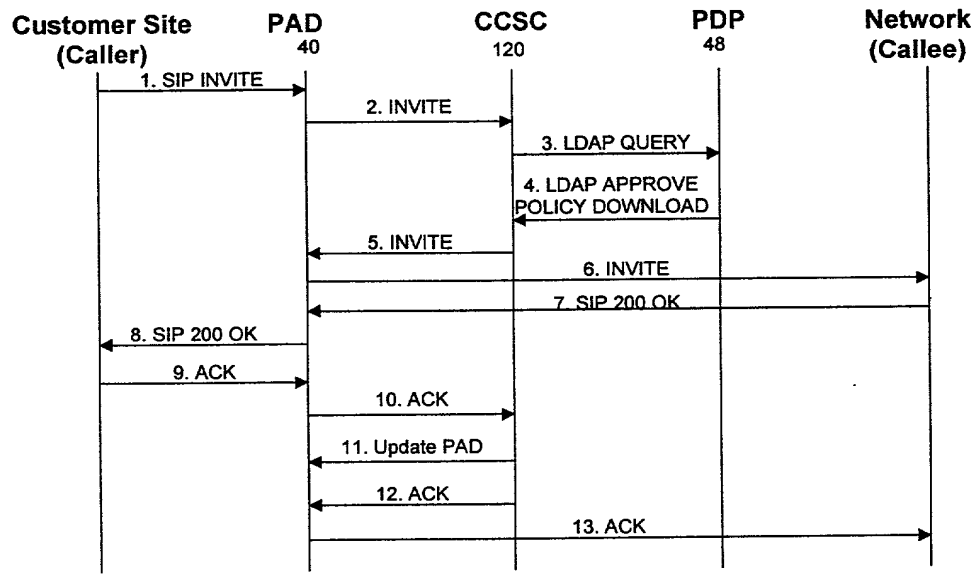 Customer Site
(Caller)
PAD
40
CCSC
120
PDP
48
Network
(Callee)
1. SIP INVITE
2. INVITE
3. LDAP QUERY
4. LDAP APPROVE
POLICY DOWNLOAD
5. INVITE
6. INVITE
7. SIP 200 OK
8. SIP 200 OK
9. ACK
10. ACK
11. Update PAD
12. ACK
13. ACK